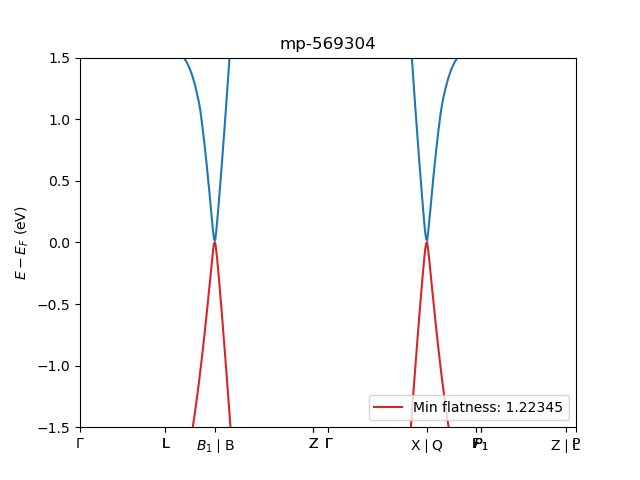 mp-569304
E − E_F (eV)
1.5
1.0
0.5
0.0
−0.5
−1.0
−1.5
Min flatness: 1.22345
Γ L B₁ | B Z Γ X | Q P₁ Z | L P